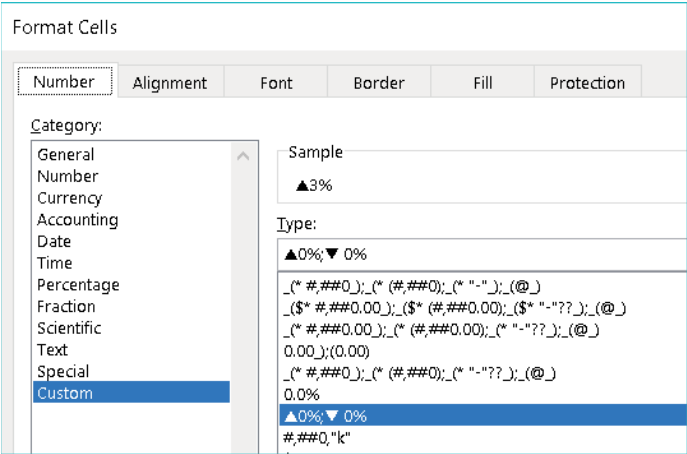 Format Cells
Number Alignment Font Border Fill Protection
Category:
General
Number
Currency
Accounting
Date
Time
Percentage
Fraction
Scientific
Text
Special
Custom
Sample
▲3%
Type:
▲0%;▼ 0%
_(* #,##0_);_(* (#,##0);_(* "-"_);_(@_)
_($* #,##0.00_);_($* (#,##0.00);_($* "-"??_);_(@_)
_(* #,##0.00_);_(* (#,##0.00);_(* "-"??_);_(@_)
0.00_);(0.00)
_(* #,##0_);_(* (#,##0);_(* "-"??_);_(@_)
0.0%
▲0%;▼ 0%
#,##0,"k"